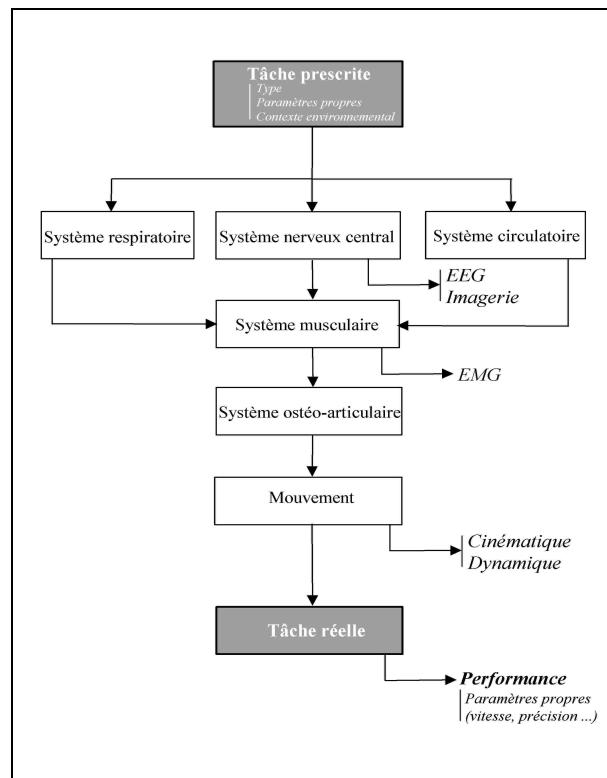 Tâche prescrite
Type
Paramètres propres
Contexte environnemental
Système respiratoire
Système nerveux central
Système circulatoire
EEG
Imagerie
Système musculaire
EMG
Système ostéo-articulaire
Mouvement
Cinématique
Dynamique
Tâche réelle
Performance
Paramètres propres
(vitesse, précision ...)